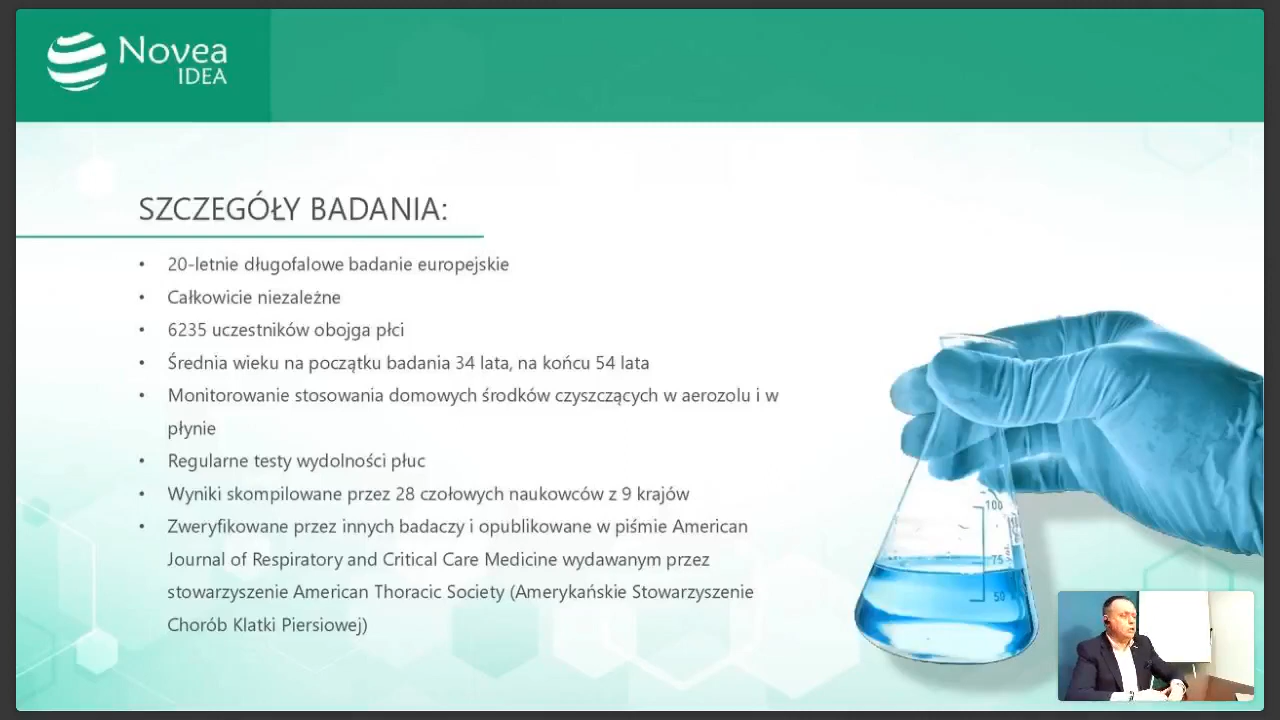 Novea
IDEA
SZCZEGÓŁY BADANIA:
• 20-letnie długofalowe badanie europejskie
• Całkowicie niezależne
• 6235 uczestników obojga płci
• Średnia wieku na początku badania 34 lata, na końcu 54 lata
• Monitorowanie stosowania domowych środków czyszczących w aerozolu i w
płynie
• Regularne testy wydolności płuc
• Wyniki skompilowane przez 28 czołowych naukowców z 9 krajów
• Zweryfikowane przez innych badaczy i opublikowane w piśmie American
Journal of Respiratory and Critical Care Medicine wydawanym przez
stowarzyszenie American Thoracic Society (Amerykańskie Stowarzyszenie
Chorób Klatki Piersiowej)
100
75
50